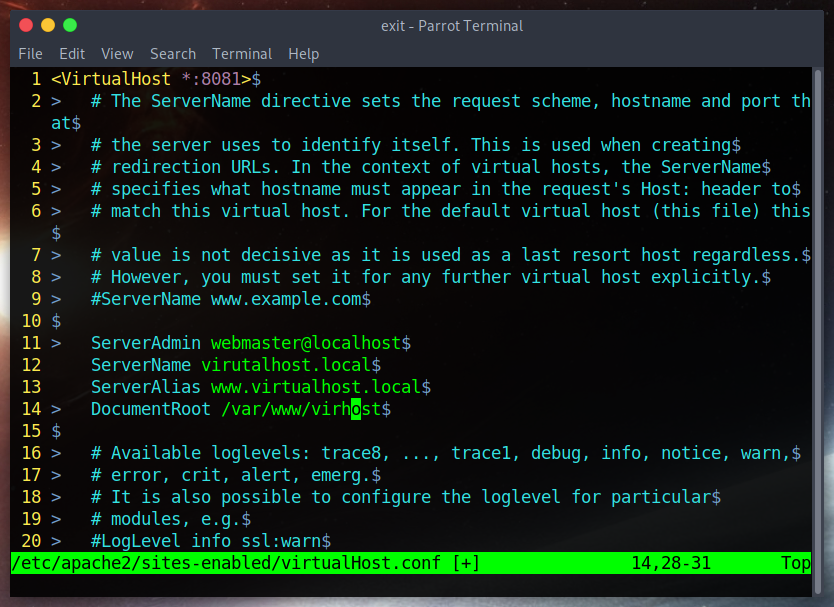 exit - Parrot Terminal
File Edit View Search Terminal Help
1 <VirtualHost *:8081>$
2 > # The ServerName directive sets the request scheme, hostname and port th
at$
3 > # the server uses to identify itself. This is used when creating$
4 > # redirection URLs. In the context of virtual hosts, the ServerName$
5 > # specifies what hostname must appear in the request's Host: header to$
6 > # match this virtual host. For the default virtual host (this file) this
$
7 > # value is not decisive as it is used as a last resort host regardless.$
8 > # However, you must set it for any further virtual host explicitly.$
9 > #ServerName www.example.com$
10 $
11 > ServerAdmin webmaster@localhost$
12 ServerName virutalhost.local$
13 ServerAlias www.virtualhost.local$
14 > DocumentRoot /var/www/virhost$
15 $
16 > # Available loglevels: trace8, ..., trace1, debug, info, notice, warn,$
17 > # error, crit, alert, emerg.$
18 > # It is also possible to configure the loglevel for particular$
19 > # modules, e.g.$
20 > #LogLevel info ssl:warn$
/etc/apache2/sites-enabled/virtualHost.conf [+] 14,28-31 Top